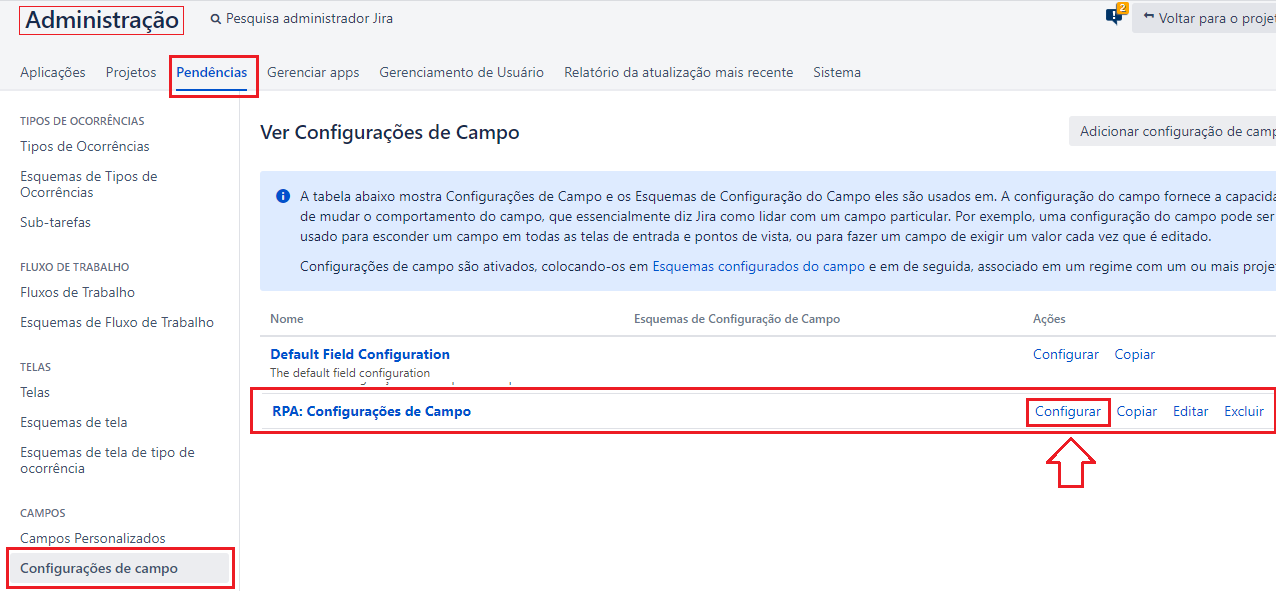 Administração
Pesquisa administrador Jira
2
Voltar para o projet
Aplicações Projetos Pendências Gerenciar apps Gerenciamento de Usuário Relatório da atualização mais recente Sistema
TIPOS DE OCORRÊNCIAS
Tipos de Ocorrências
Esquemas de Tipos de
Ocorrências
Sub-tarefas
FLUXO DE TRABALHO
Fluxos de Trabalho
Esquemas de Fluxo de Trabalho
TELAS
Telas
Esquemas de tela
Esquemas de tela de tipo de
ocorrência
CAMPOS
Campos Personalizados
Configurações de campo
Ver Configurações de Campo
Adicionar configuração de camp
A tabela abaixo mostra Configurações de Campo e os Esquemas de Configuração do Campo eles são usados em. A configuração do campo fornece a capacida
de mudar o comportamento do campo, que essencialmente diz Jira como lidar com um campo particular. Por exemplo, uma configuração do campo pode ser
usado para esconder um campo em todas as telas de entrada e pontos de vista, ou para fazer um campo de exigir um valor cada vez que é editado.
Configurações de campo são ativados, colocando-os em Esquemas configurados do campo e em de seguida, associado em um regime com um ou mais projet
Nome Esquemas de Configuração de Campo Ações
Default Field Configuration Configurar Copiar
The default field configuration
RPA: Configurações de Campo Configurar Copiar Editar Excluir